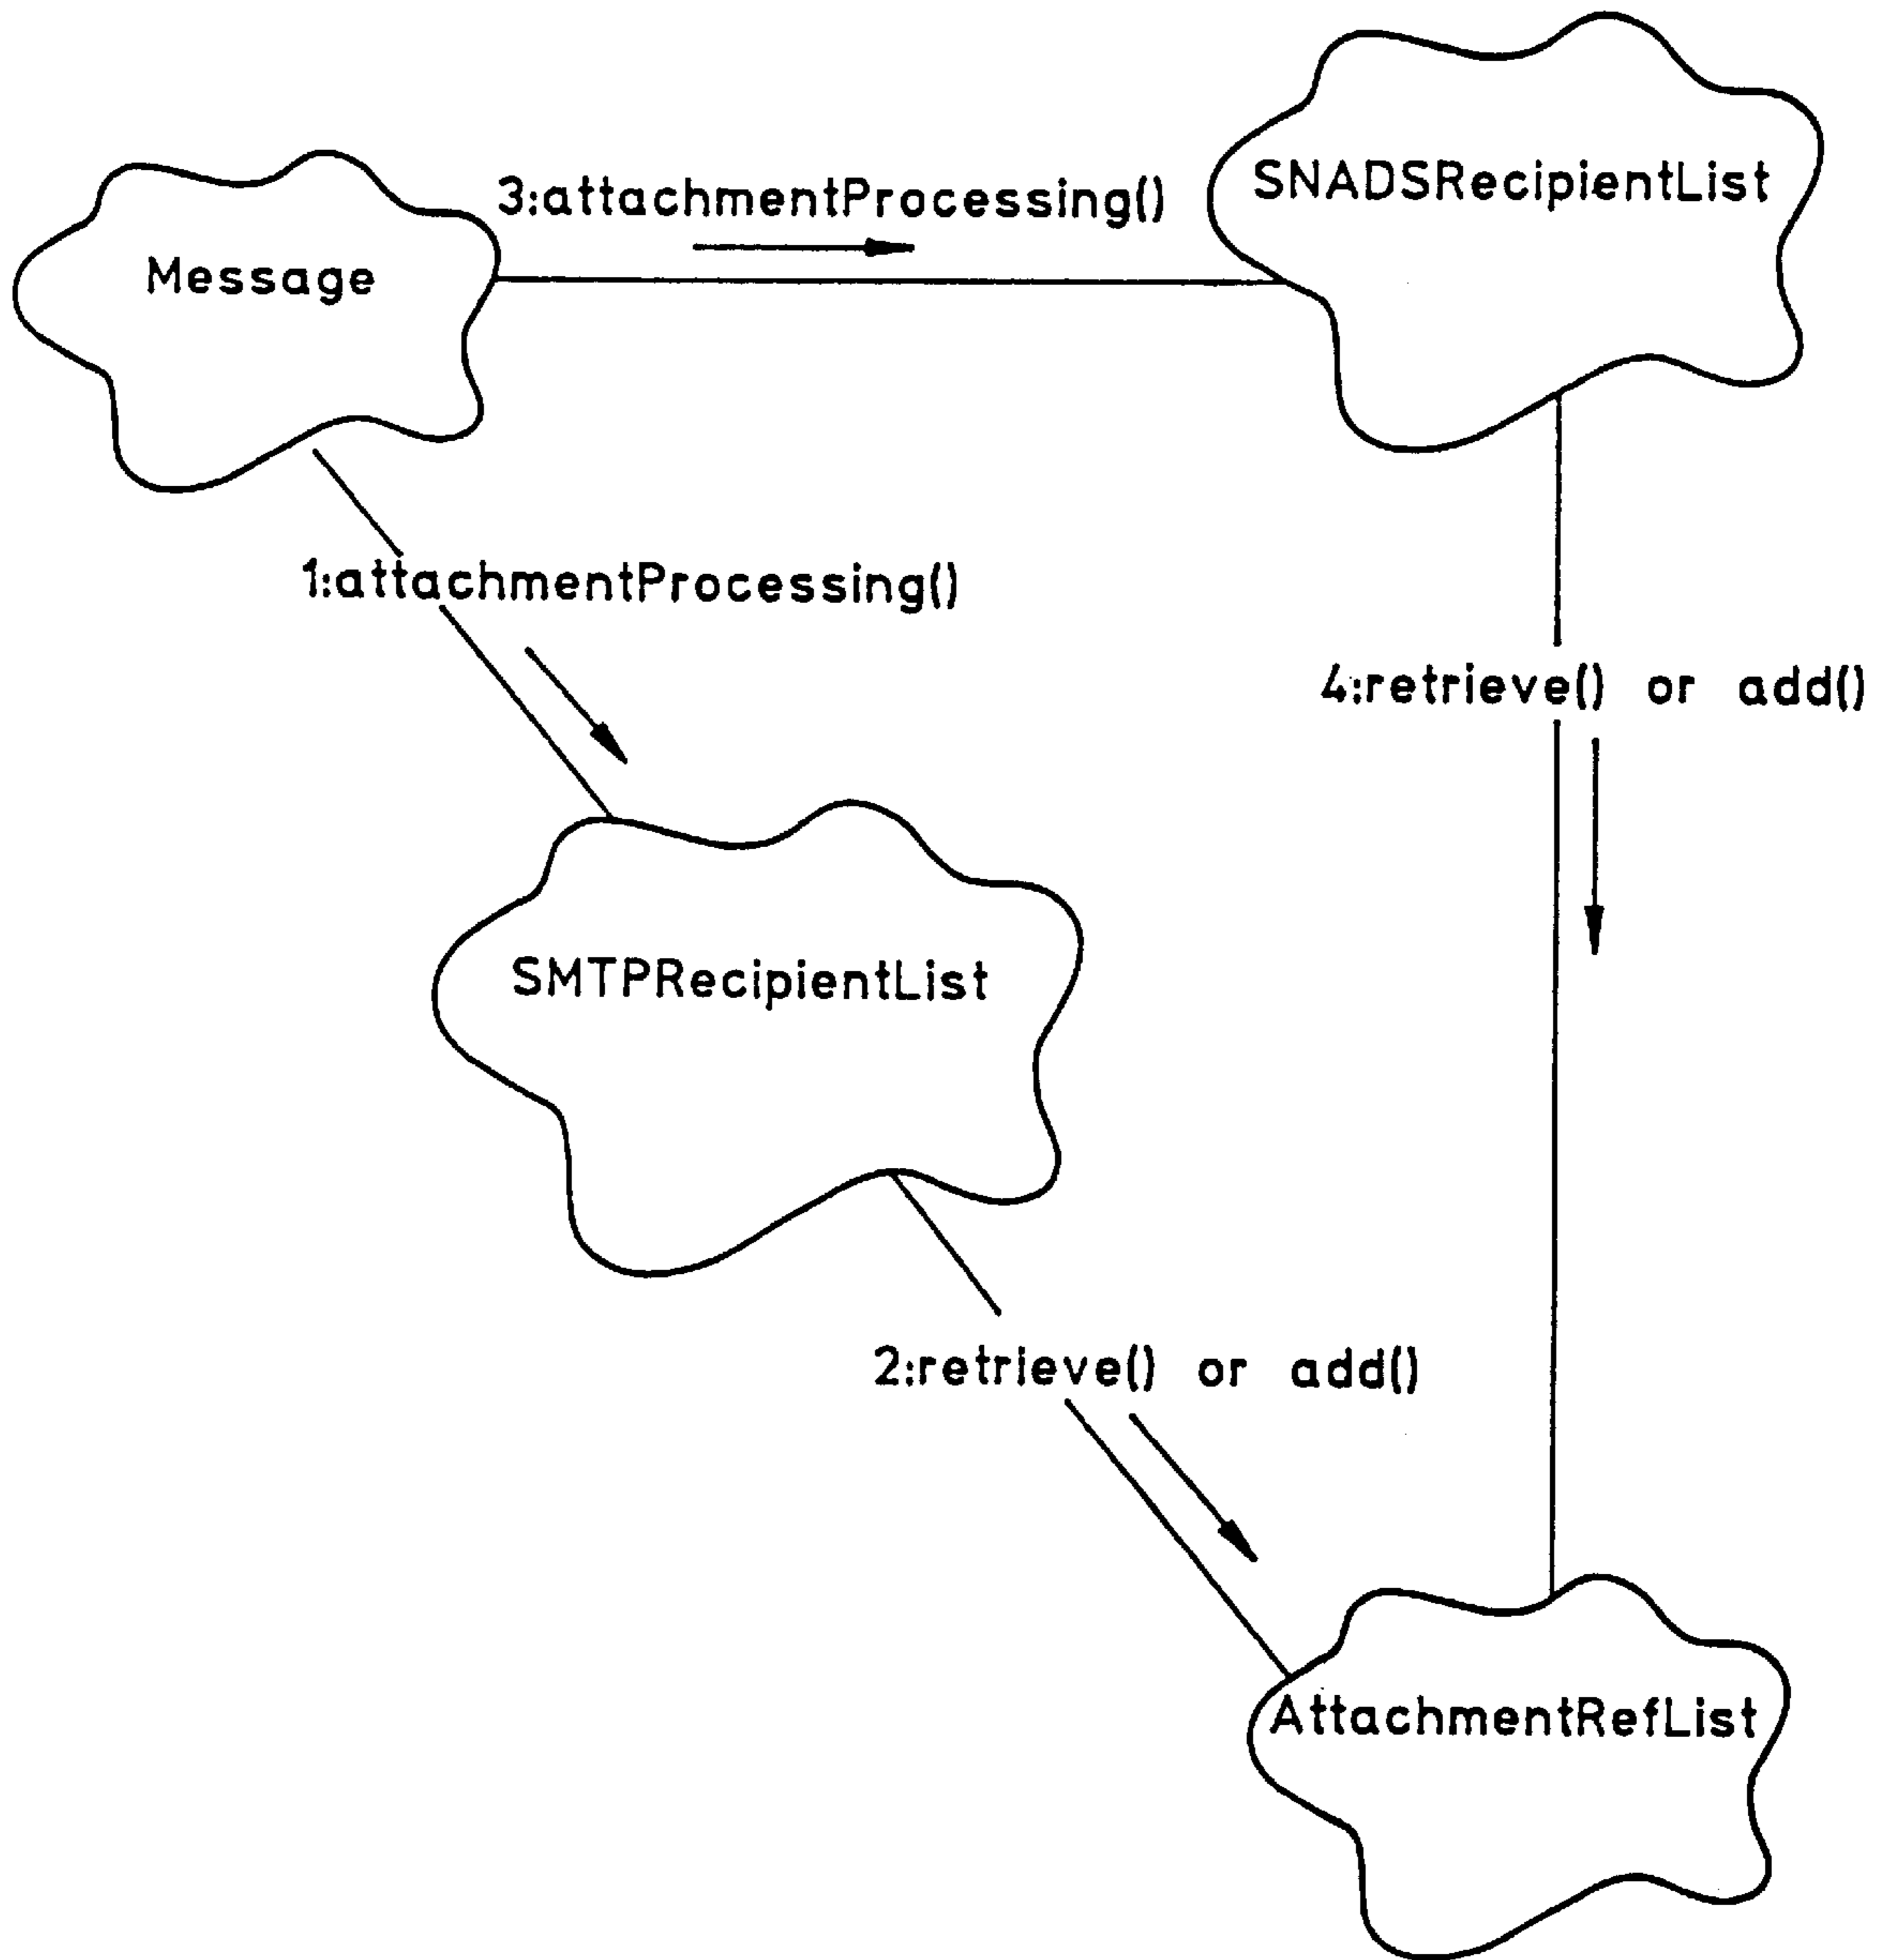 SNADSRecipientList
3:attachmentProcessing()
Message
1:attachmentProcessing()
4:retrieve() or add()
SMTPRecipientList
2:retrieve() or add()
AttachmentRefList